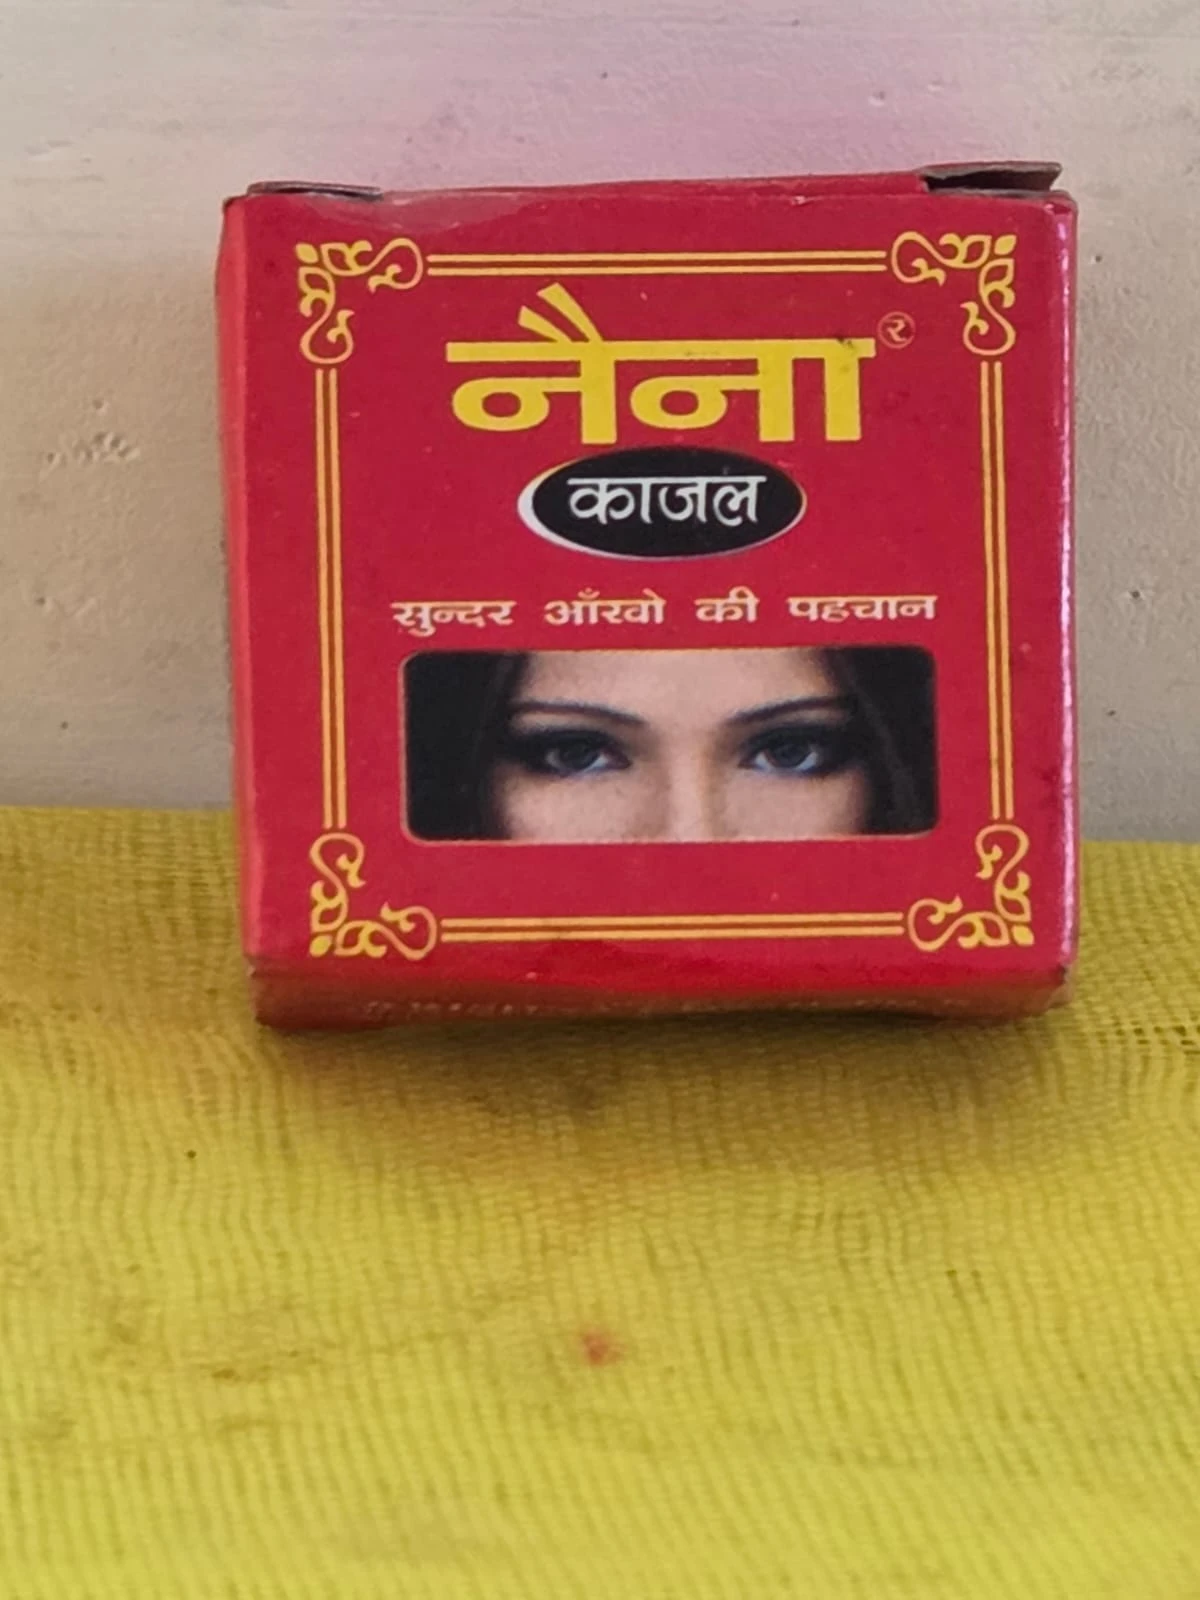 नैना ®
काजल
सुन्दर आँखो की पहचान